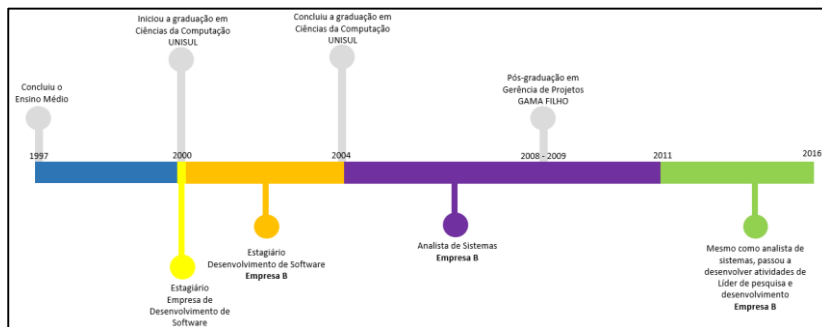 Iniciou a graduação em
Ciências da Computação
UNISUL
Concluiu a graduação em
Ciências da Computação
UNISUL
Concluiu o
Ensino Médio
Pós-graduação em
Gerência de Projetos
GAMA FILHO
1997
2000
2004
2008 - 2009
2011
2016
Estagiário
Empresa de
Desenvolvimento de
Software
Estagiário
Desenvolvimento de Software
Empresa B
Analista de Sistemas
Empresa B
Mesmo como analista de
sistemas, passou a
desenvolver atividades de
Líder de pesquisa e
desenvolvimento
Empresa B